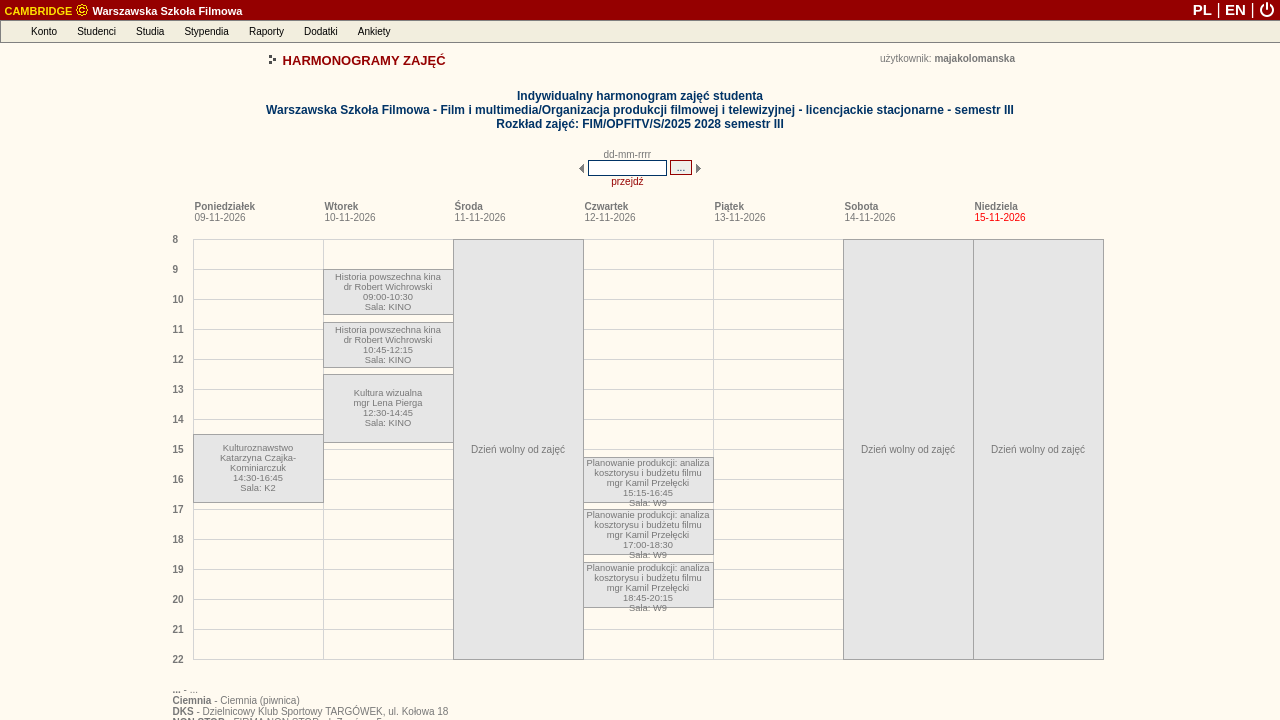 CAMBRIDGE Warszawska Szkoła Filmowa
PL | EN |
Konto Studenci Studia Stypendia Raporty Dodatki Ankiety
HARMONOGRAMY ZAJĘĆ
użytkownik: majakolomanska
Indywidualny harmonogram zajęć studenta
Warszawska Szkoła Filmowa - Film i multimedia/Organizacja produkcji filmowej i telewizyjnej - licencjackie stacjonarne - semestr III
Rozkład zajęć: FIM/OPFITV/S/2025 2028 semestr III
dd-mm-rrrr
...
przejdź
Poniedziałek
09-11-2026
Wtorek
10-11-2026
Środa
11-11-2026
Czwartek
12-11-2026
Piątek
13-11-2026
Sobota
14-11-2026
Niedziela
15-11-2026
8
9
10
11
12
13
14
15
16
17
18
19
20
21
22
Kulturoznawstwo
Katarzyna Czajka-
Kominiarczuk
14:30-16:45
Sala: K2
Historia powszechna kina
dr Robert Wichrowski
09:00-10:30
Sala: KINO
Historia powszechna kina
dr Robert Wichrowski
10:45-12:15
Sala: KINO
Kultura wizualna
mgr Lena Pierga
12:30-14:45
Sala: KINO
Dzień wolny od zajęć
Planowanie produkcji: analiza
kosztorysu i budżetu filmu
mgr Kamil Przełęcki
15:15-16:45
Sala: W9
Planowanie produkcji: analiza
kosztorysu i budżetu filmu
mgr Kamil Przełęcki
17:00-18:30
Sala: W9
Planowanie produkcji: analiza
kosztorysu i budżetu filmu
mgr Kamil Przełęcki
18:45-20:15
Sala: W9
Dzień wolny od zajęć
Dzień wolny od zajęć
... - ...
Ciemnia - Ciemnia (piwnica)
DKS - Dzielnicowy Klub Sportowy TARGÓWEK, ul. Kołowa 18